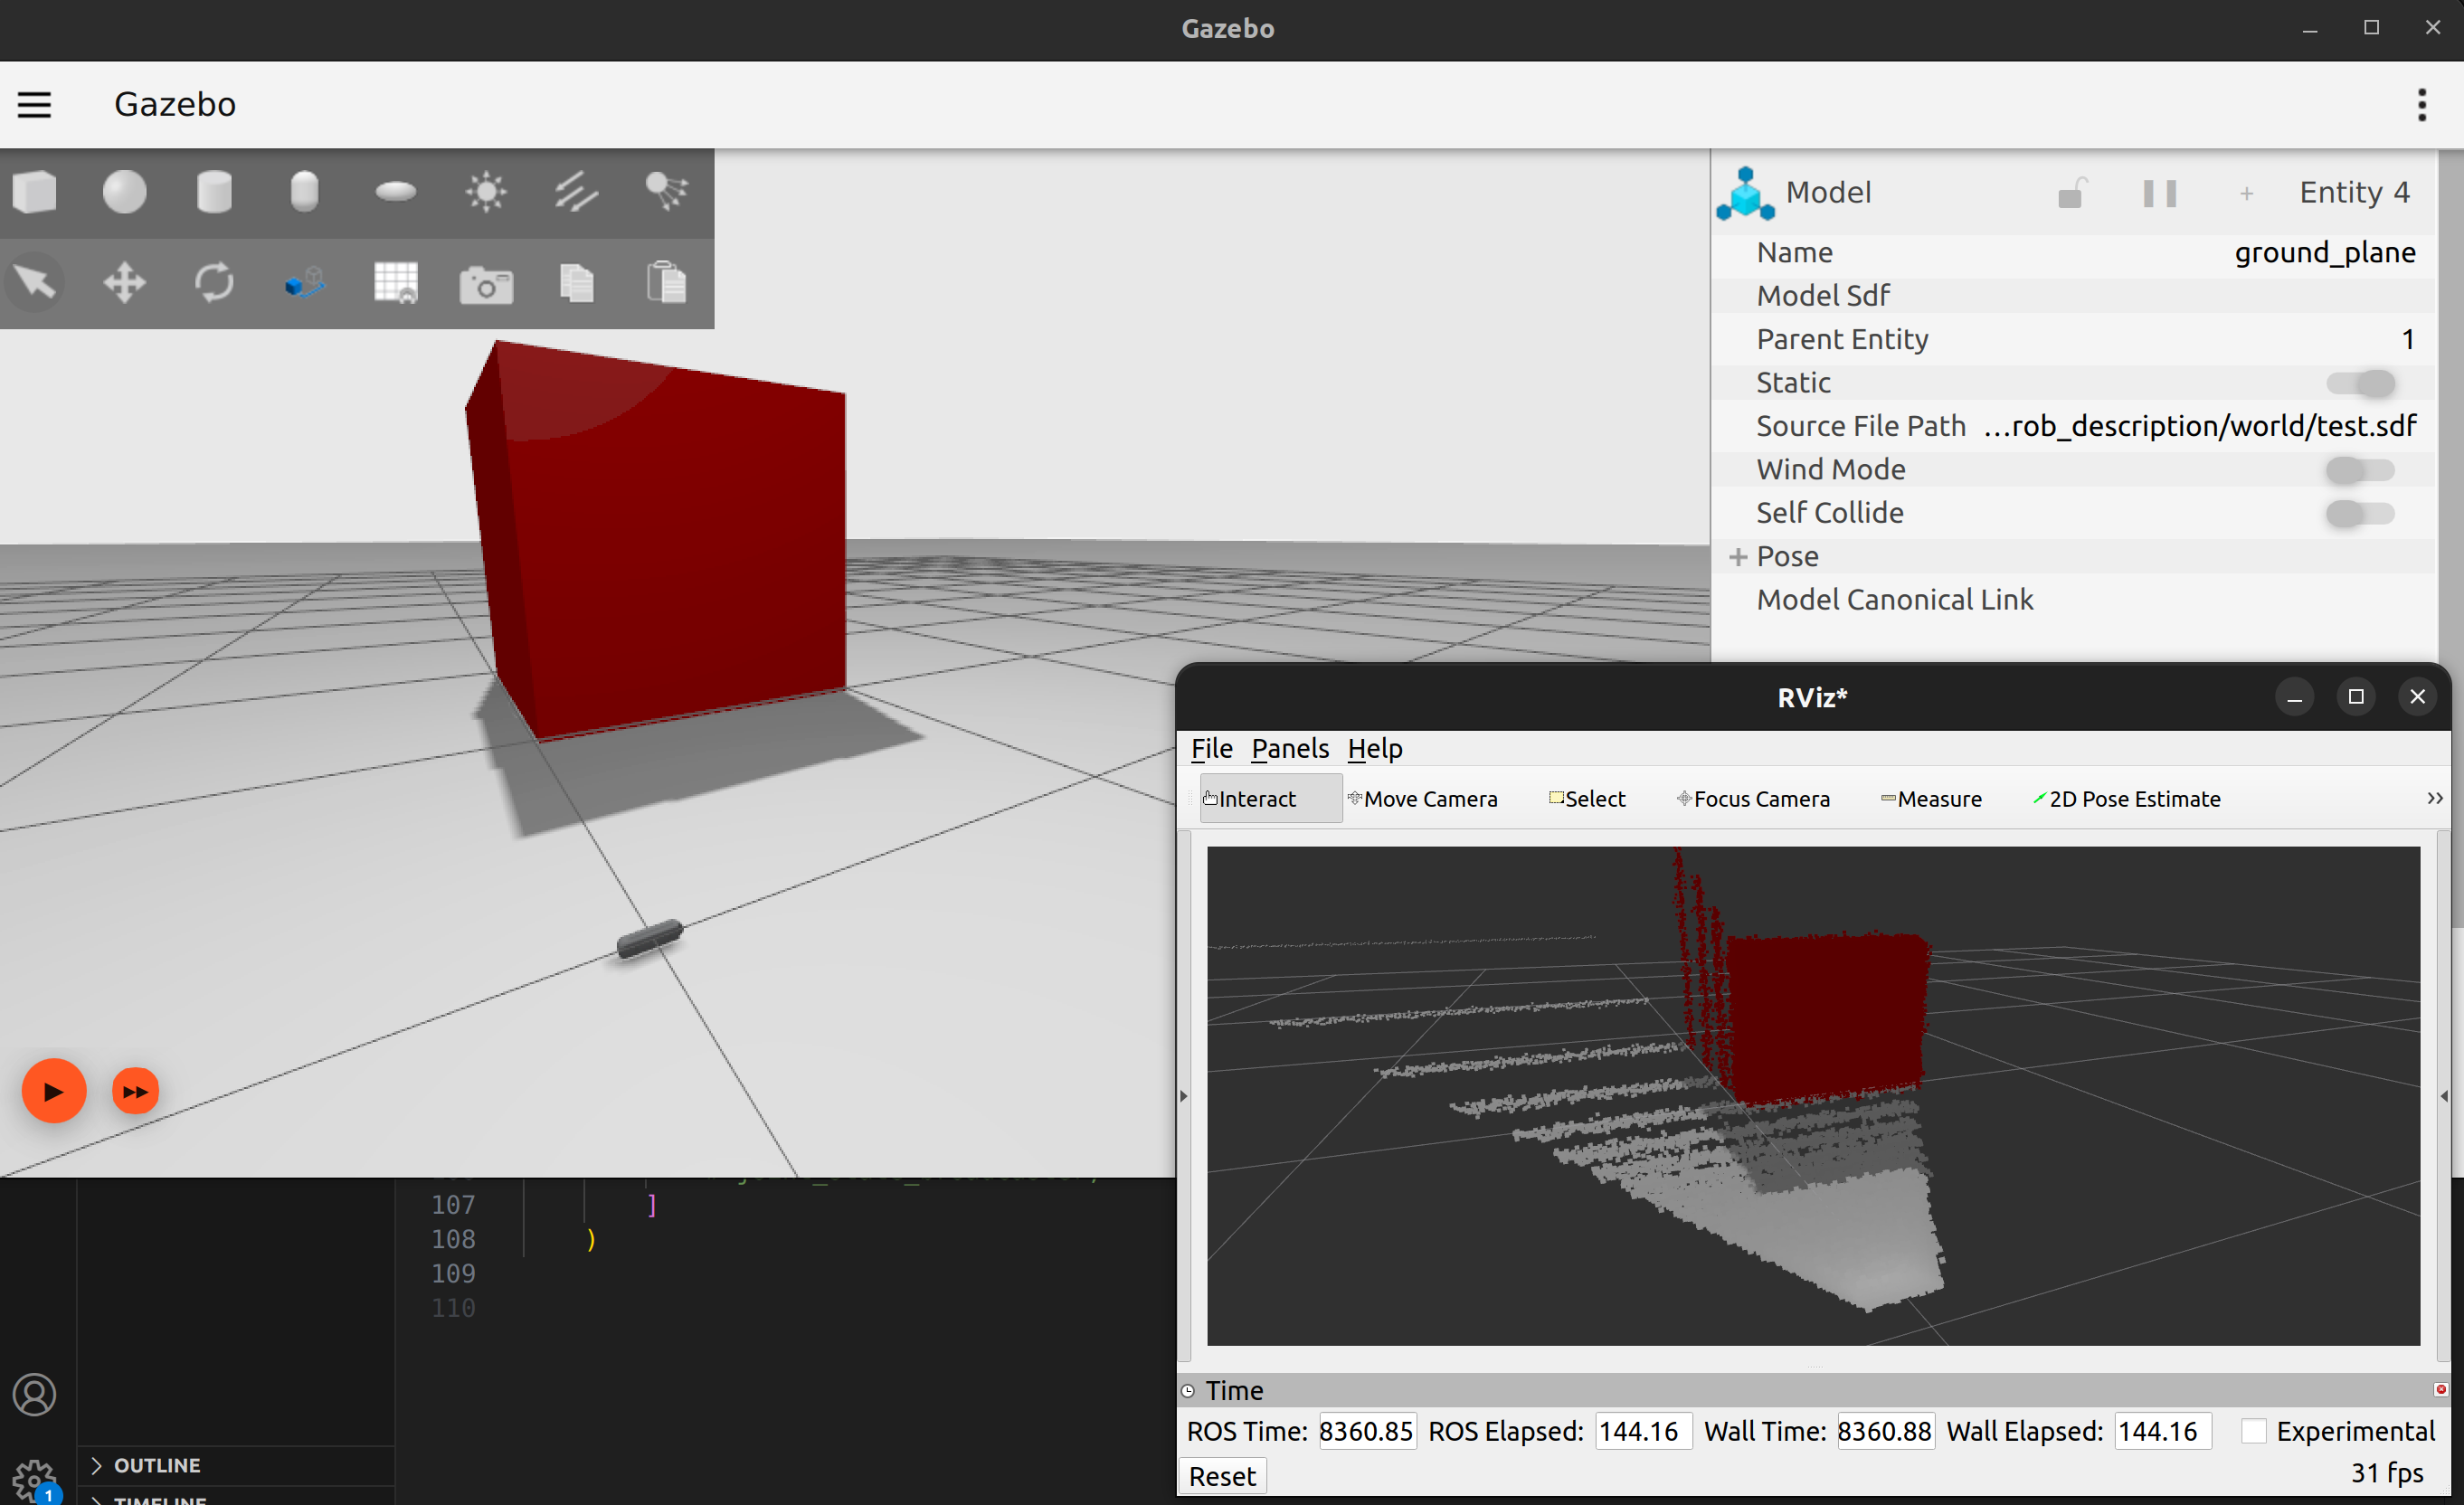 Gazebo
Gazebo
Model
Entity 4
Name ground_plane
Model Sdf
Parent Entity 1
Static
Source File Path ...rob_description/world/test.sdf
Wind Mode
Self Collide
Pose
Model Canonical Link
RViz*
File Panels Help
Interact Move Camera Select Focus Camera Measure 2D Pose Estimate
107 ]
108 )
109
110
Time
ROS Time: 8360.85 ROS Elapsed: 144.16 Wall Time: 8360.88 Wall Elapsed: 144.16 Experimental
Reset 31 fps
OUTLINE
TIMELINE
1